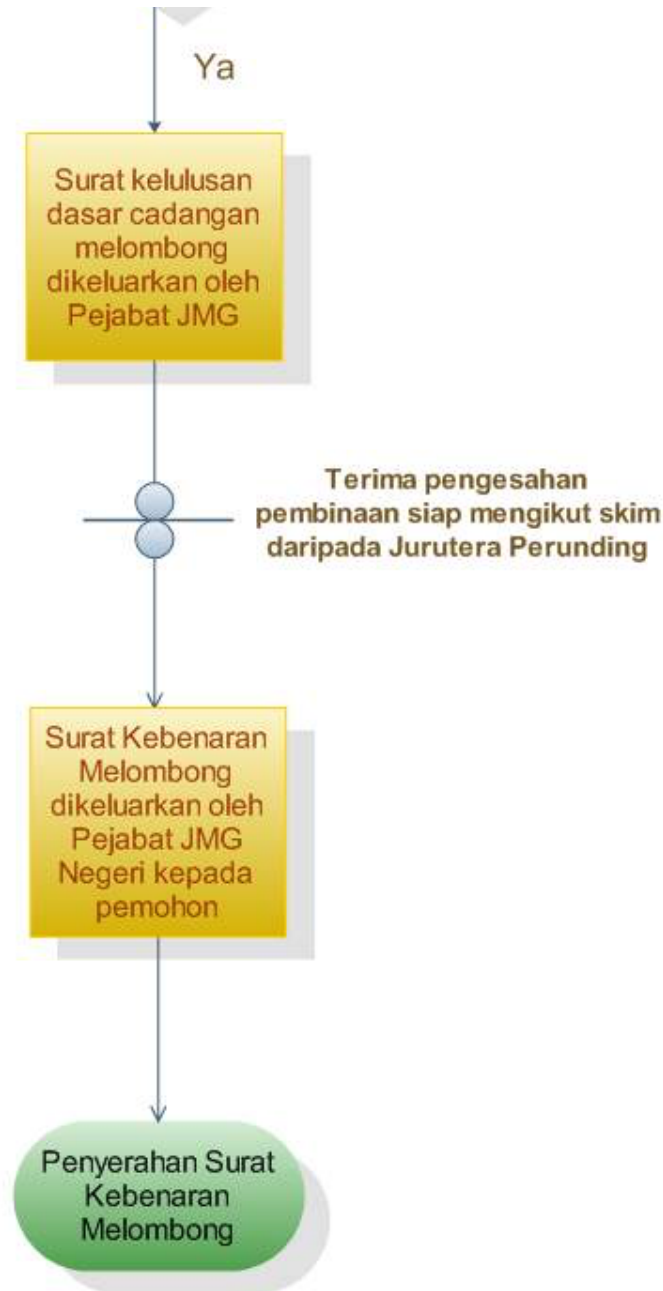 Ya
Surat kelulusan
dasar cadangan
melombong
dikeluarkan oleh
Pejabat JMG
Terima pengesahan
pembinaan siap mengikut skim
daripada Jurutera Perunding
Surat Kebenaran
Melombong
dikeluarkan oleh
Pejabat JMG
Negeri kepada
pemohon
Penyerahan Surat
Kebenaran
Melombong